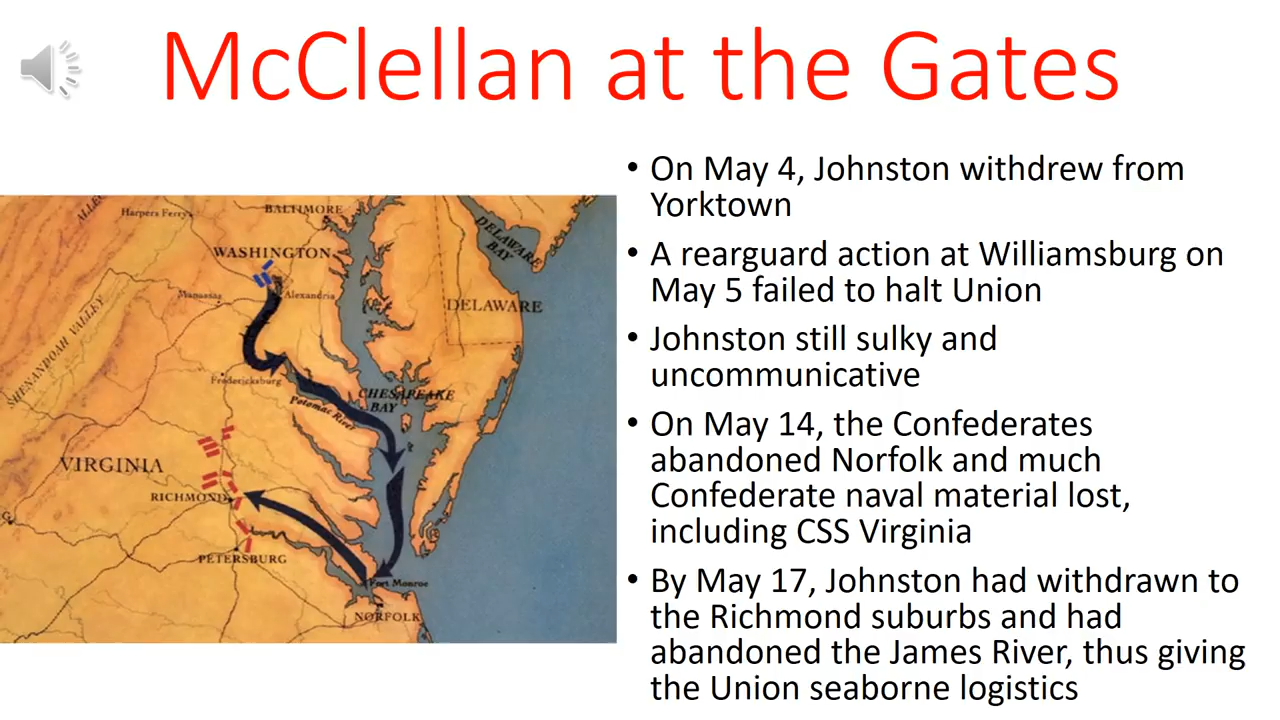 McClellan at the Gates
• On May 4, Johnston withdrew from
Yorktown
• A rearguard action at Williamsburg on
May 5 failed to halt Union
• Johnston still sulky and
uncommunicative
• On May 14, the Confederates
abandoned Norfolk and much
Confederate naval material lost,
including CSS Virginia
• By May 17, Johnston had withdrawn to
the Richmond suburbs and had
abandoned the James River, thus giving
the Union seaborne logistics
Harpers Ferry
BALTIMORE
WASHINGTON
DELAWARE
BAY
Manassas
Alexandria
DELAWARE
SHENANDOAH VALLEY
Fredericksburg
CHESAPEAKE
BAY
Potomac River
VIRGINIA
RICHMOND
PETERSBURG
Fort Monroe
NORFOLK